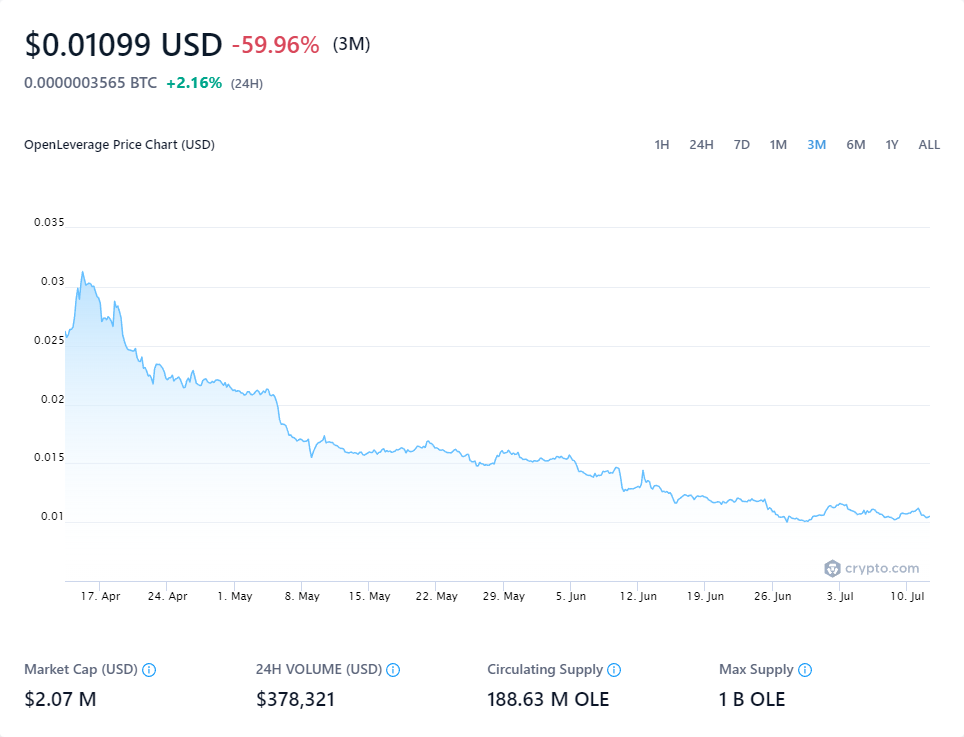 $0.01099 USD -59.96% (3M)
0.0000003565 BTC +2.16% (24H)
OpenLeverage Price Chart (USD) 1H 24H 7D 1M 3M 6M 1Y ALL
0.035
0.03
0.025
0.02
0.015
0.01
crypto.com
17. Apr 24. Apr 1. May 8. May 15. May 22. May 29. May 5. Jun 12. Jun 19. Jun 26. Jun 3. Jul 10. Jul
Market Cap (USD) 24H VOLUME (USD) Circulating Supply Max Supply
$2.07 M $378,321 188.63 M OLE 1 B OLE